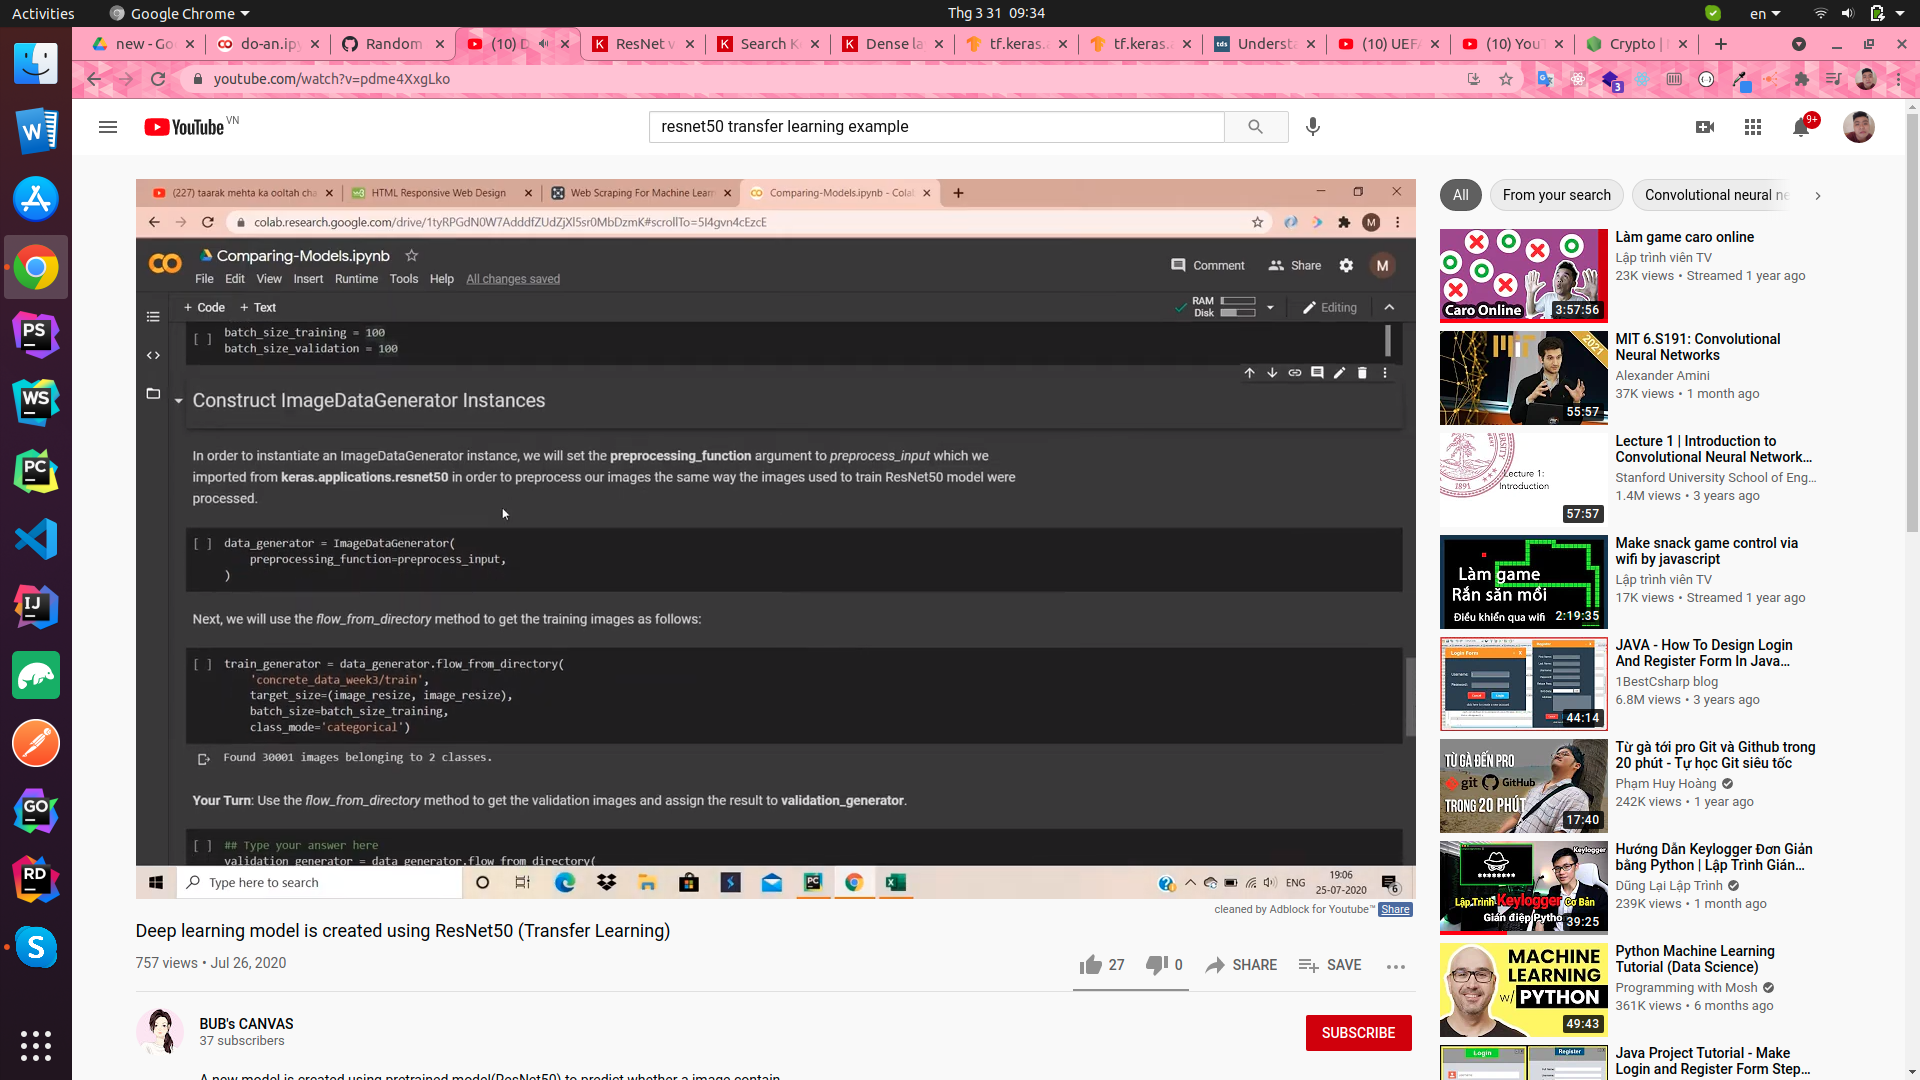 Activities
Google Chrome
Thg 3 31 09:34
en
new - Go
do-an.ip
Random
(10) D
ResNet v
Search K
Dense la
tf.keras.
tf.keras.
Understa
(10) UEF
(10) YouT
Crypto |
youtube.com/watch?v=pdme4XxgLko
3
YouTube VN
resnet50 transfer learning example
9+
(227) taarak mehta ka ooltah cha
HTML Responsive Web Design
Web Scraping For Machine Learn
Comparing-Models.ipynb - Colab
colab.research.google.com/drive/1tyRPGdN0W7AdddfZUdZjXl5sr0MbDzmK#scrollTo=5I4gvn4cEzcE
M
Comparing-Models.ipynb
Comment
Share
M
File Edit View Insert Runtime Tools Help All changes saved
+ Code + Text
RAM
Disk
Editing
[ ] batch_size_training = 100
batch_size_validation = 100
Construct ImageDataGenerator Instances
In order to instantiate an ImageDataGenerator instance, we will set the preprocessing_function argument to preprocess_input which we
imported from keras.applications.resnet50 in order to preprocess our images the same way the images used to train ResNet50 model were
processed.
[ ] data_generator = ImageDataGenerator(
preprocessing_function=preprocess_input,
)
Next, we will use the flow_from_directory method to get the training images as follows:
[ ] train_generator = data_generator.flow_from_directory(
'concrete_data_week3/train',
target_size=(image_resize, image_resize),
batch_size=batch_size_training,
class_mode='categorical')
Found 30001 images belonging to 2 classes.
Your Turn: Use the flow_from_directory method to get the validation images and assign the result to validation_generator.
[ ] ## Type your answer here
validation_generator = data_generator.flow_from_directory(
Type here to search
ENG
19:06
25-07-2020
6
cleaned by Adblock for Youtube™ Share
Deep learning model is created using ResNet50 (Transfer Learning)
757 views • Jul 26, 2020
27
0
SHARE
SAVE
BUB's CANVAS
37 subscribers
SUBSCRIBE
A new model is created using pretrained model(ResNet50) to predict whether a image contain
All
From your search
Convolutional neural ne
Caro Online
3:57:56
Làm game caro online
Lập trình viên TV
23K views • Streamed 1 year ago
2021
55:57
MIT 6.S191: Convolutional
Neural Networks
Alexander Amini
37K views • 1 month ago
Lecture 1:
Introduction
1891
57:57
Lecture 1 | Introduction to
Convolutional Neural Network...
Stanford University School of Eng...
1.4M views • 3 years ago
Làm game
Rắn săn mồi
Điều khiển qua wifi
2:19:35
Make snack game control via
wifi by javascript
Lập trình viên TV
17K views • Streamed 1 year ago
Login Form
44:14
JAVA - How To Design Login
And Register Form In Java...
1BestCsharp blog
6.8M views • 3 years ago
TỪ GÀ ĐẾN PRO
git GitHub
TRONG 20 PHÚT
17:40
Từ gà tới pro Git và Github trong
20 phút - Tự học Git siêu tốc
Phạm Huy Hoàng
242K views • 1 year ago
Keylogger
********
Lập Trình Keylogger Cơ Bản
Gián điệp Pytho
39:25
Hướng Dẫn Keylogger Đơn Giản
bằng Python | Lập Trình Gián...
Dũng Lại Lập Trình
239K views • 1 month ago
MACHINE
LEARNING
w/ PYTHON
49:43
Python Machine Learning
Tutorial (Data Science)
Programming with Mosh
361K views • 6 months ago
Login
Register
Java Project Tutorial - Make
Login and Register Form Step...
W
PS
WS
PC
IJ
GO
RD
S